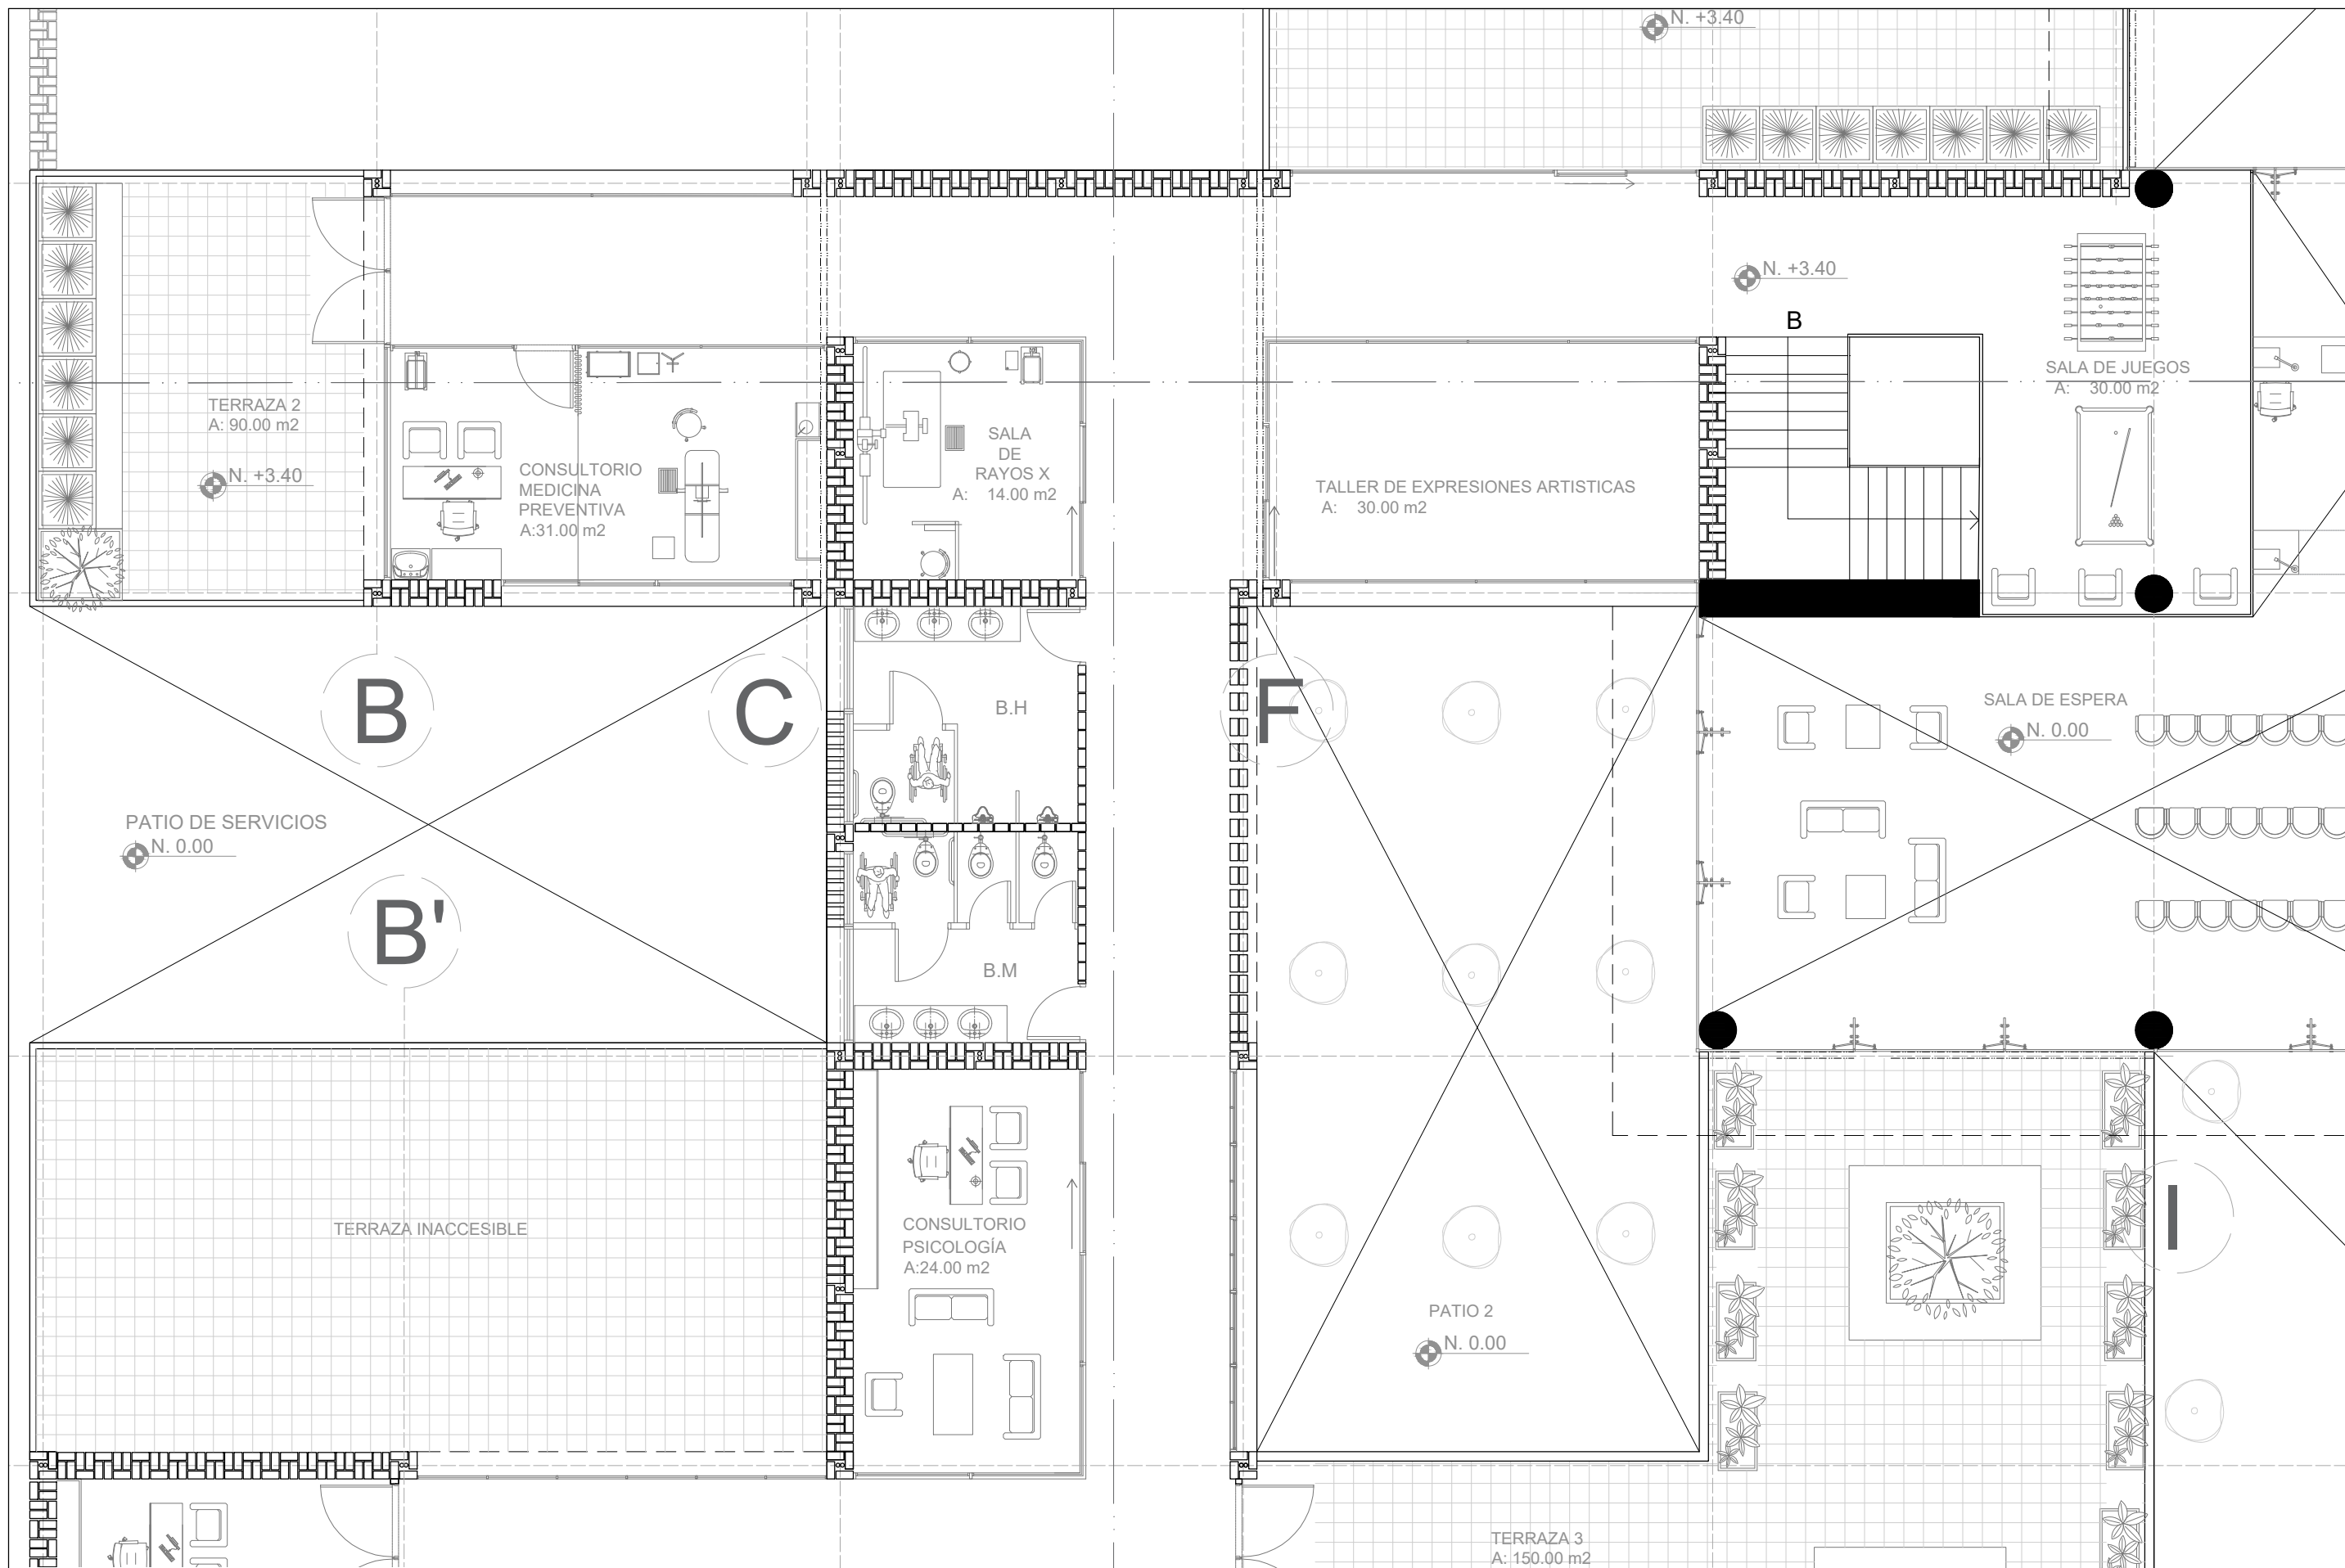 N. +3.40
N. +3.40
B
SALA DE JUEGOS
A: 30.00 m2
TERRAZA 2
A: 90.00 m2
N. +3.40
CONSULTORIO
MEDICINA
PREVENTIVA
A:31.00 m2
SALA
DE
RAYOS X
A: 14.00 m2
TALLER DE EXPRESIONES ARTISTICAS
A: 30.00 m2
B
C
B.H
F
SALA DE ESPERA
N. 0.00
PATIO DE SERVICIOS
N. 0.00
B'
B.M
TERRAZA INACCESIBLE
CONSULTORIO
PSICOLOGÍA
A:24.00 m2
I
PATIO 2
N. 0.00
TERRAZA 3
A: 150.00 m2